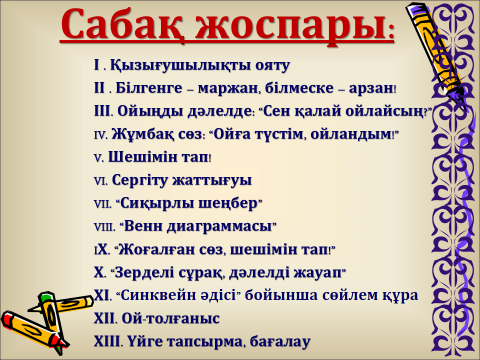 Сабақ жоспары:
I . Қызығушылықты ояту
II . Білгенге – маржан, білмеске – арзан!
III. Ойыңды дәлелде: “Сен қалай ойлайсың?”
IV. Жұмбақ сөз: “Ойға түстім, ойландым!”
V. Шешімін тап!
VI. Сергіту жаттығуы
VII. “Сиқырлы шеңбер”
VIII. “Венн диаграммасы”
IX. “Жоғалған сөз, шешімін тап!”
X. “Зерделі сұрақ, дәлелді жауап”
XI. “Синквейн әдісі” бойынша сөйлем құра
XII. Ой-толғаныс
XIII. Үйге тапсырма, бағалау